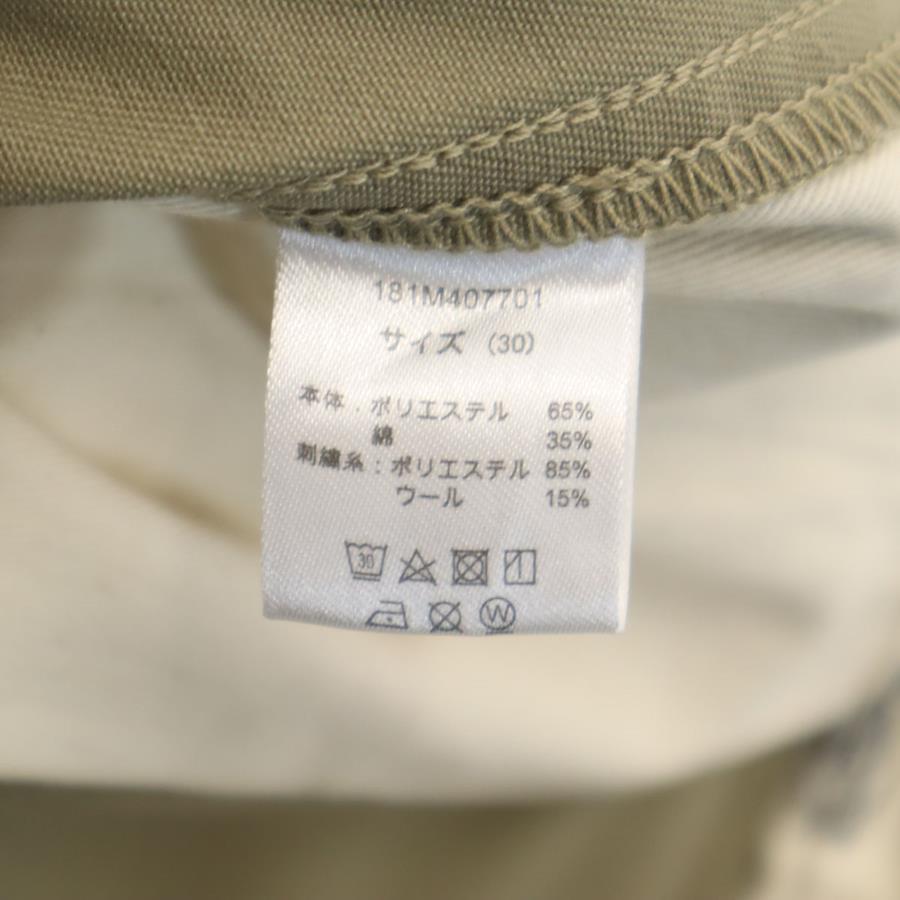 181M407701
サイズ (30)
本体：ポリエステル 65%
綿 35%
刺繍糸：ポリエステル 85%
ウール 15%
30
W